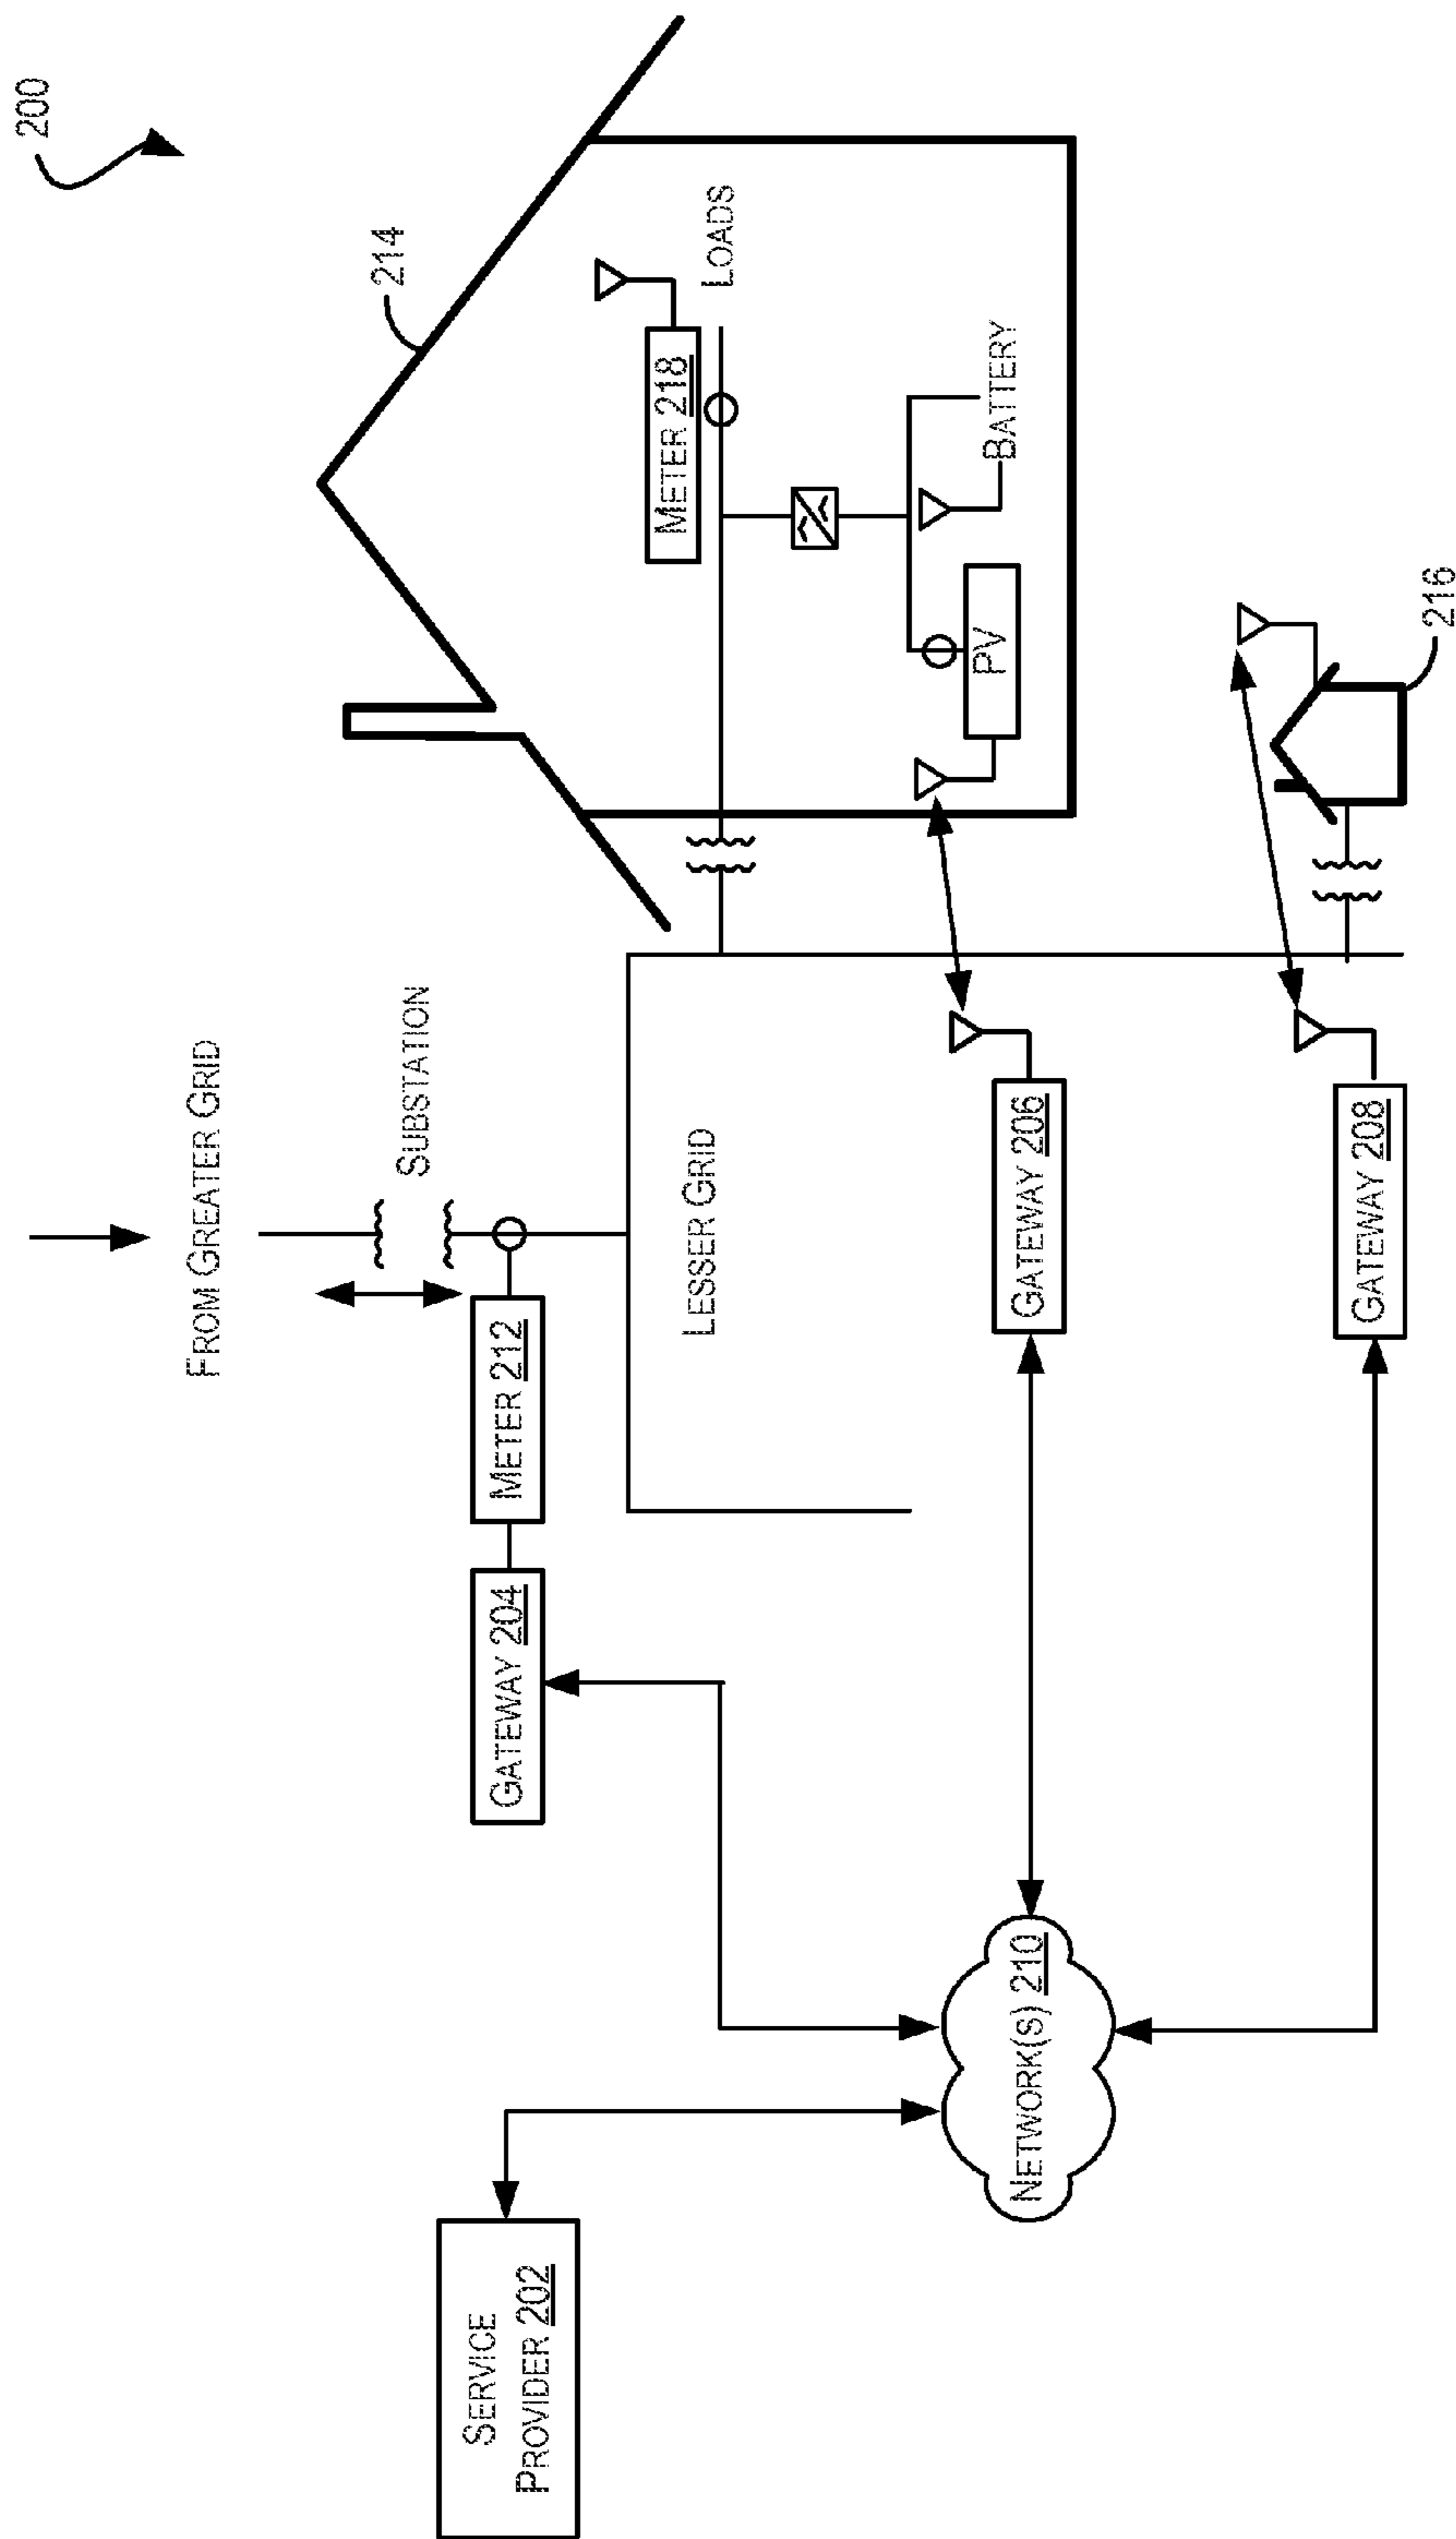 200
FROM GREATER GRID
SUBSTATION
214
METER 218
LOADS
SERVICE
PROVIDER 202
GATEWAY 204
METER 212
LESSER GRID
BATTERY
PV
NETWORK(S) 210
GATEWAY 206
GATEWAY 208
216